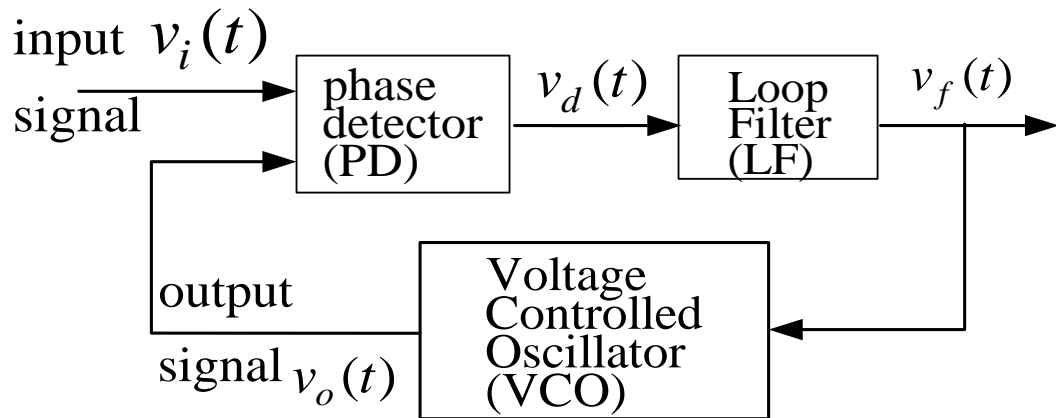 input v_i(t)
signal
phase
detector
(PD)
v_d(t)
Loop
Filter
(LF)
v_f(t)
output
signal v_o(t)
Voltage
Controlled
Oscillator
(VCO)